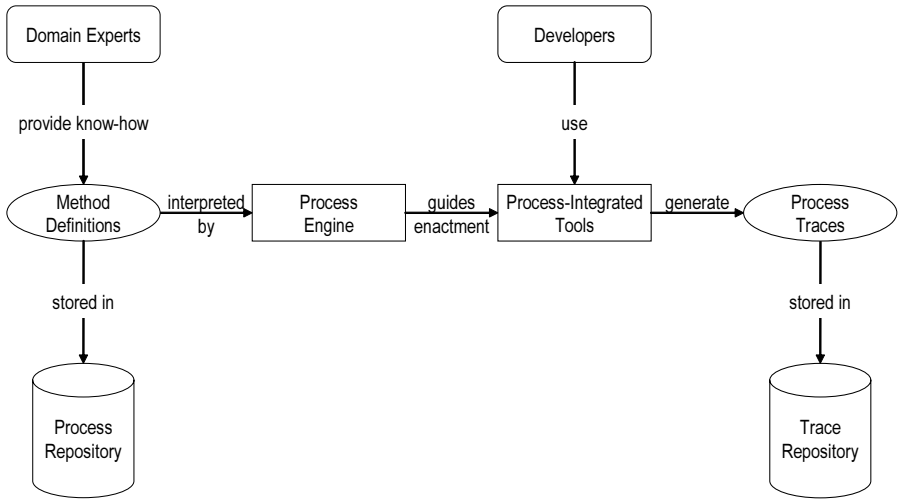 Domain Experts
Developers
provide know-how
use
Method
Definitions
interpreted
by
Process
Engine
guides
enactment
Process-Integrated
Tools
generate
Process
Traces
stored in
stored in
Process
Repository
Trace
Repository